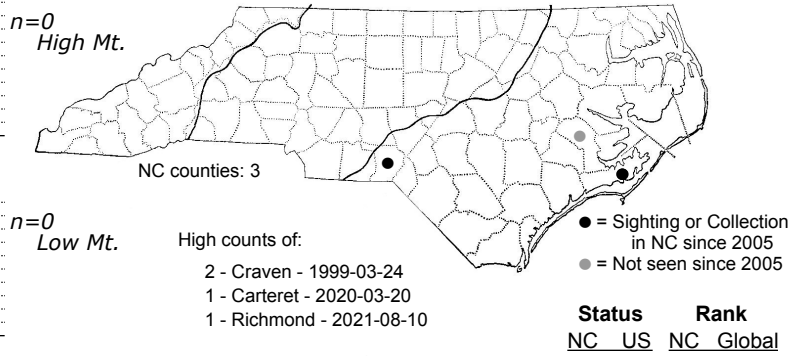 n=0
High Mt.
NC counties: 3
n=0
Low Mt.
High counts of:
2 - Craven - 1999-03-24
1 - Carteret - 2020-03-20
1 - Richmond - 2021-08-10
● = Sighting or Collection
in NC since 2005
● = Not seen since 2005
Status Rank
NC US NC Global